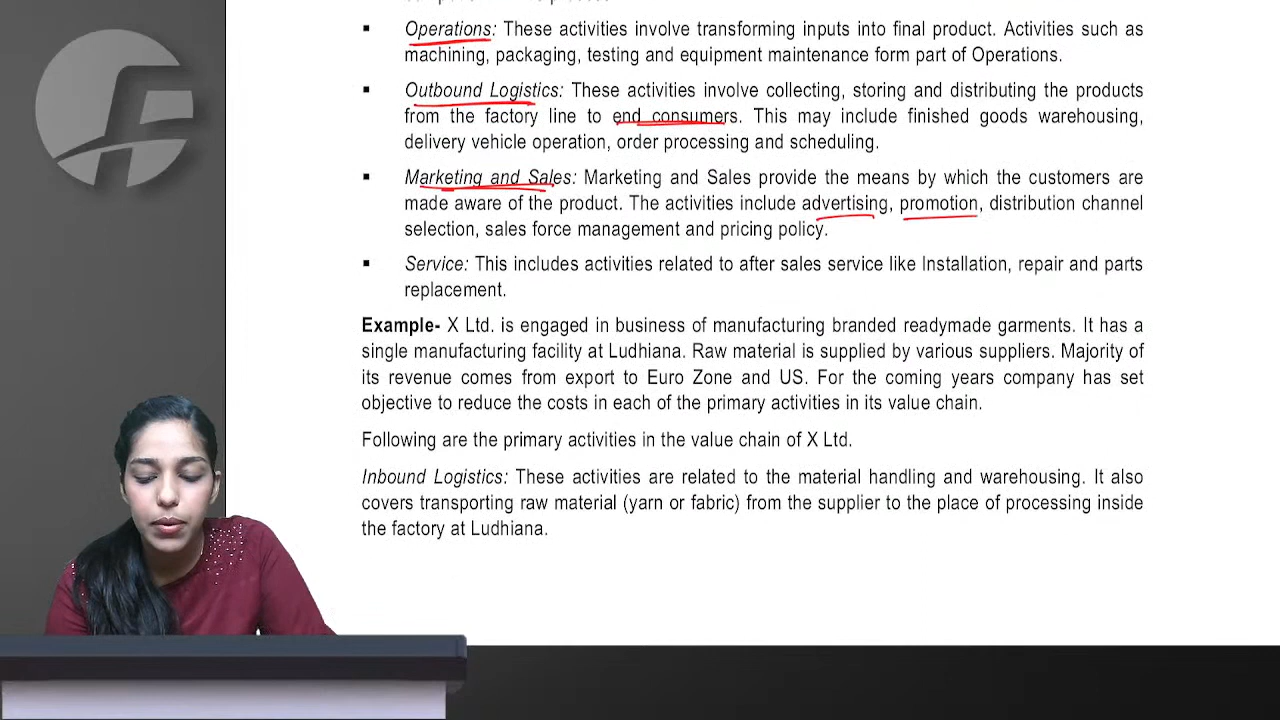 ▪ Operations: These activities involve transforming inputs into final product. Activities such as
machining, packaging, testing and equipment maintenance form part of Operations.
▪ Outbound Logistics: These activities involve collecting, storing and distributing the products
from the factory line to end consumers. This may include finished goods warehousing,
delivery vehicle operation, order processing and scheduling.
▪ Marketing and Sales: Marketing and Sales provide the means by which the customers are
made aware of the product. The activities include advertising, promotion, distribution channel
selection, sales force management and pricing policy.
▪ Service: This includes activities related to after sales service like Installation, repair and parts
replacement.
Example- X Ltd. is engaged in business of manufacturing branded readymade garments. It has a
single manufacturing facility at Ludhiana. Raw material is supplied by various suppliers. Majority of
its revenue comes from export to Euro Zone and US. For the coming years company has set
objective to reduce the costs in each of the primary activities in its value chain.
Following are the primary activities in the value chain of X Ltd.
Inbound Logistics: These activities are related to the material handling and warehousing. It also
covers transporting raw material (yarn or fabric) from the supplier to the place of processing inside
the factory at Ludhiana.